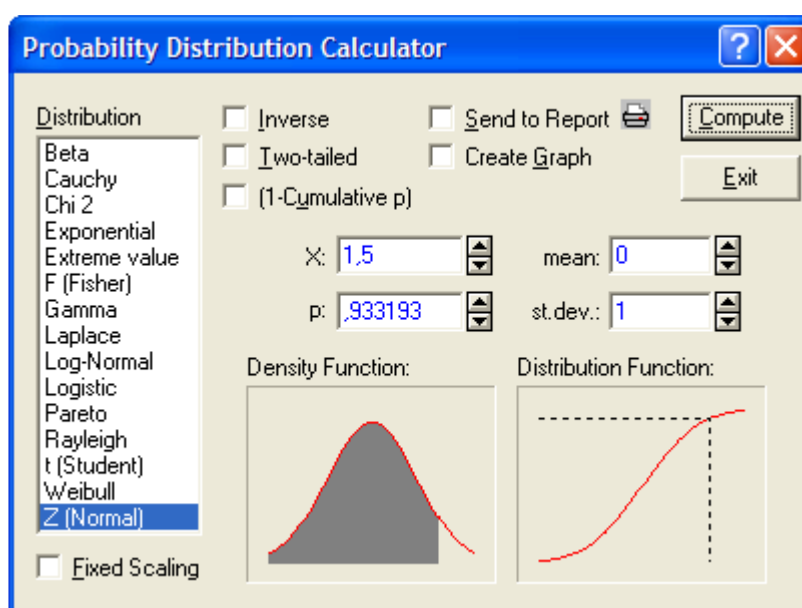 Probability Distribution Calculator
Distribution
Beta
Cauchy
Chi 2
Exponential
Extreme value
F (Fisher)
Gamma
Laplace
Log-Normal
Logistic
Pareto
Rayleigh
t (Student)
Weibull
Z (Normal)
Fixed Scaling
Inverse
Two-tailed
(1-Cumulative p)
Send to Report
Create Graph
Compute
Exit
X: 1,5
mean: 0
p: ,933193
st.dev.: 1
Density Function:
Distribution Function: